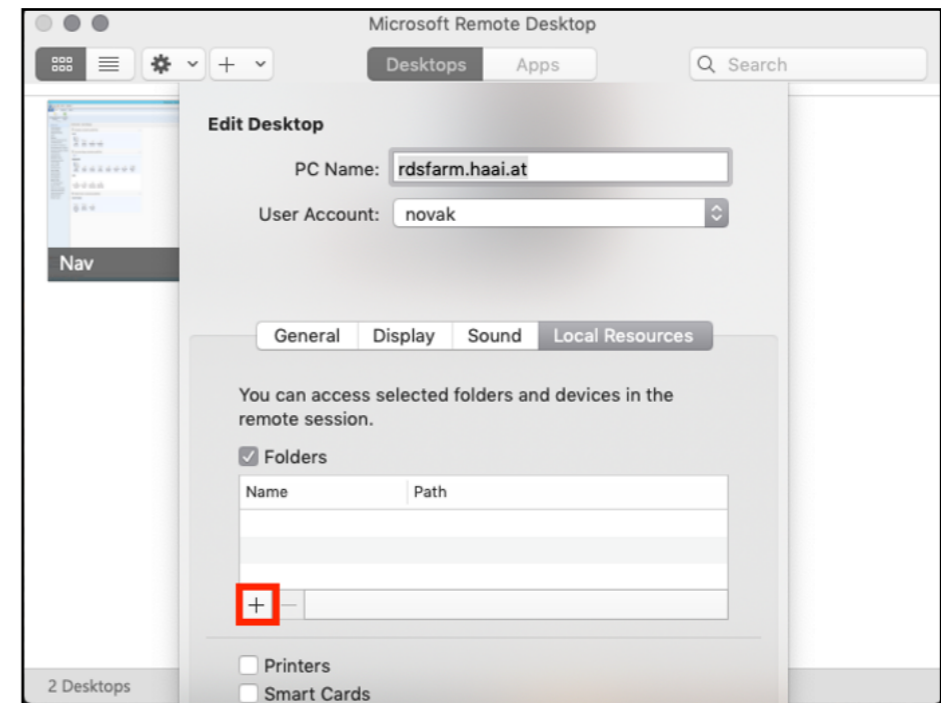 Microsoft Remote Desktop
Desktops Apps Search
Edit Desktop
PC Name: rdsfarm.haai.at
User Account: novak
Nav
General Display Sound Local Resources
You can access selected folders and devices in the
remote session.
Folders
Name Path
Printers
2 Desktops
Smart Cards